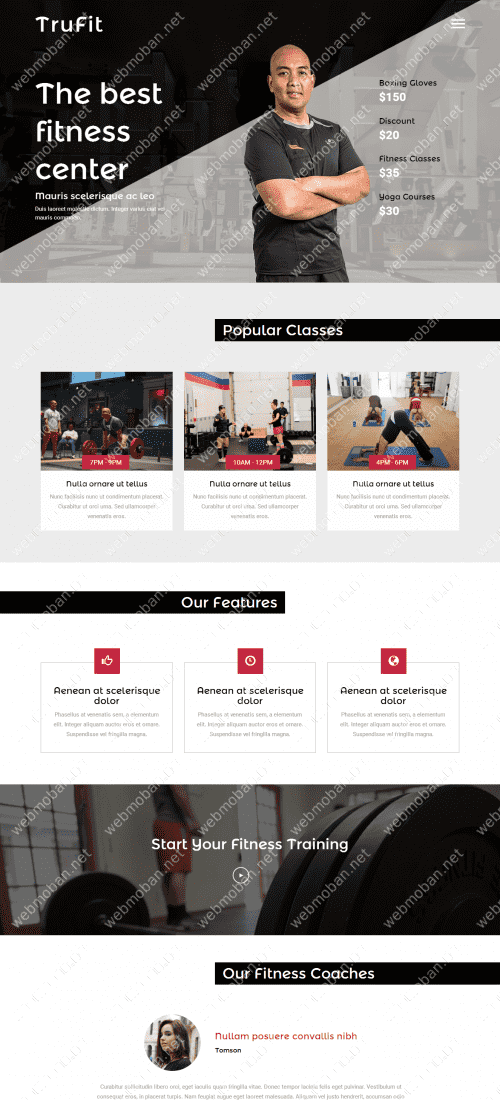 TruFit
The best
fitness
center
Mauris scelerisque ac leo
Duis laoreet molestie dictum. Integer varius erat vel
mauris commodo.
Boxing Gloves
$150
Discount
$20
Fitness Classes
$35
Yoga Courses
$30
Popular Classes
7PM - 9PM
Nulla ornare ut tellus
Nunc facilisis nunc ut condimentum placerat.
Curabitur ut orci urna. Sed ullamcorper
venenatis eros.
10AM - 12PM
Nulla ornare ut tellus
Nunc facilisis nunc ut condimentum placerat.
Curabitur ut orci urna. Sed ullamcorper
venenatis eros.
4PM - 6PM
Nulla ornare ut tellus
Nunc facilisis nunc ut condimentum placerat.
Curabitur ut orci urna. Sed ullamcorper
venenatis eros.
Our Features
Aenean at scelerisque
dolor
Phasellus at venenatis sem, a elementum
elit. Integer aliquam auctor eros et ornare.
Suspendisse vel fringilla magna.
Aenean at scelerisque
dolor
Phasellus at venenatis sem, a elementum
elit. Integer aliquam auctor eros et ornare.
Suspendisse vel fringilla magna.
Aenean at scelerisque
dolor
Phasellus at venenatis sem, a elementum
elit. Integer aliquam auctor eros et ornare.
Suspendisse vel fringilla magna.
Start Your Fitness Training
Our Fitness Coaches
Nullam posuere convallis nibh
Tomson
Curabitur sollicitudin libero orci, eget iaculis quam fringilla vitae. Donec tempor lacinia felis eget pulvinar. Vestibulum at
consequat eros, in placerat turpis. Nam feugiat augue eget laoreet malesuada. Aliquam vel justo hendrerit, accumsan odio
webmoban.net